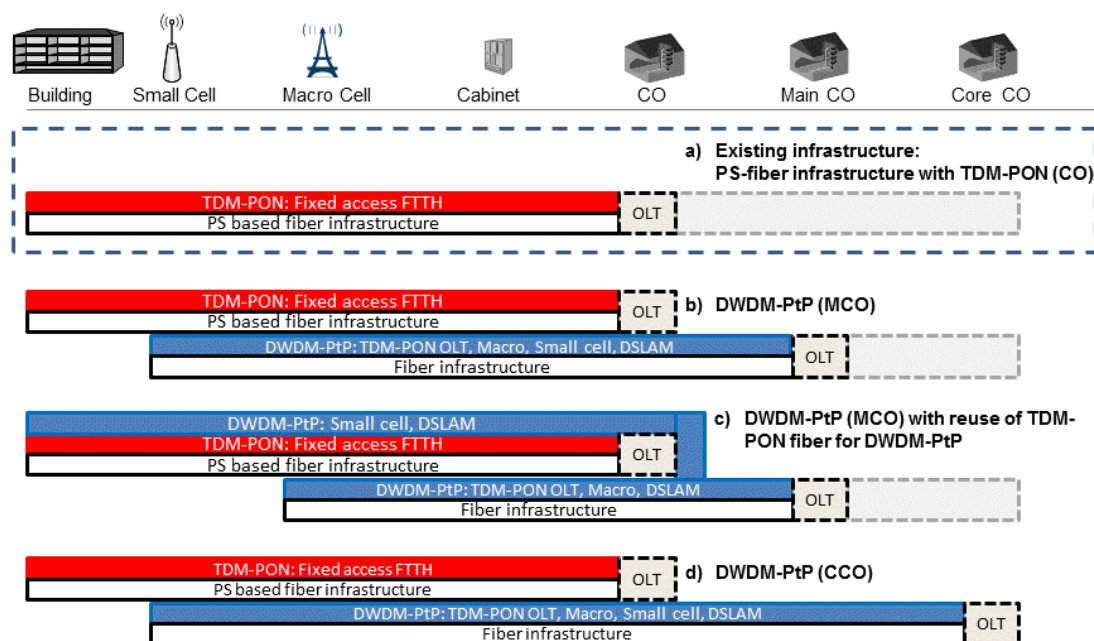 Building Small Cell Macro Cell Cabinet CO Main CO Core CO
a) Existing infrastructure:
PS-fiber infrastructure with TDM-PON (CO)
TDM-PON: Fixed access FTTH
PS based fiber infrastructure
OLT
TDM-PON: Fixed access FTTH
PS based fiber infrastructure
OLT
b) DWDM-PtP (MCO)
DWDM-PtP: TDM-PON OLT, Macro, Small cell, DSLAM
Fiber infrastructure
OLT
DWDM-PtP: Small cell, DSLAM
TDM-PON: Fixed access FTTH
PS based fiber infrastructure
OLT
c) DWDM-PtP (MCO) with reuse of TDM-
PON fiber for DWDM-PtP
DWDM-PtP: TDM-PON OLT, Macro, DSLAM
Fiber infrastructure
OLT
TDM-PON: Fixed access FTTH
PS based fiber infrastructure
OLT
d) DWDM-PtP (CCO)
DWDM-PtP: TDM-PON OLT, Macro, Small cell, DSLAM
Fiber infrastructure
OLT